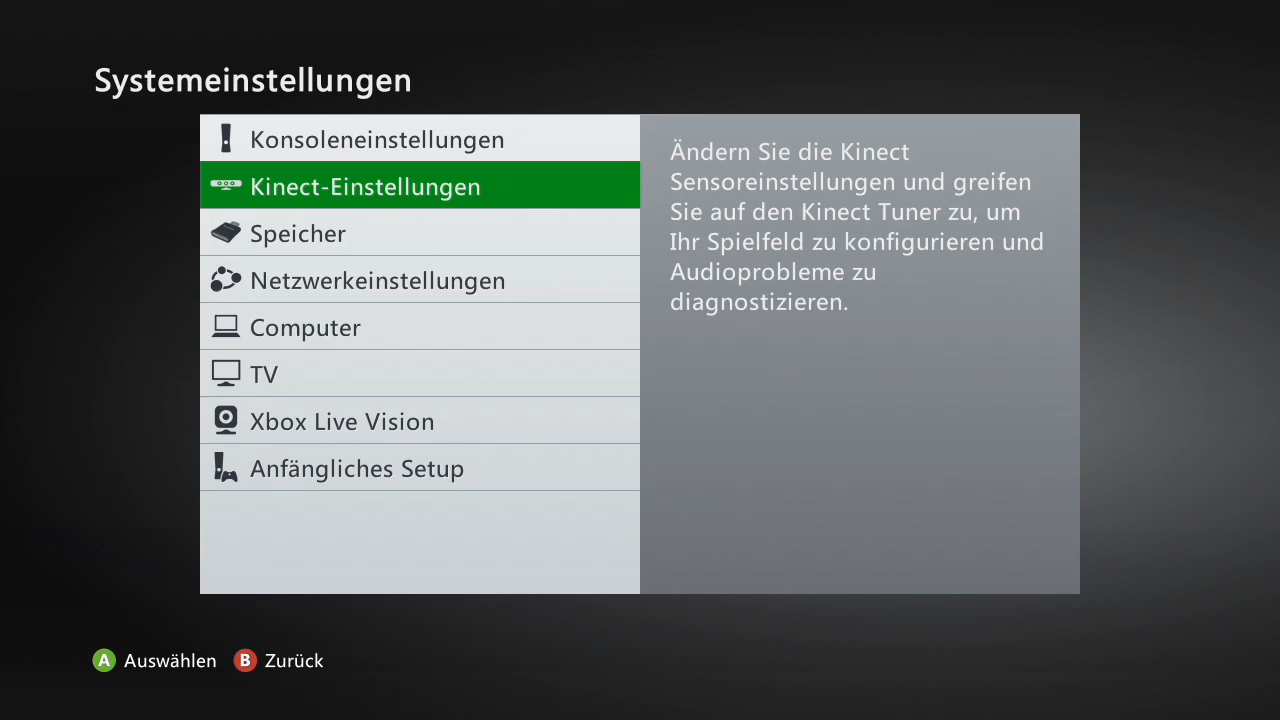 Systemeinstellungen
Konsoleneinstellungen
Kinect-Einstellungen
Speicher
Netzwerkeinstellungen
Computer
TV
Xbox Live Vision
Anfängliches Setup
Ändern Sie die Kinect
Sensoreinstellungen und greifen
Sie auf den Kinect Tuner zu, um
Ihr Spielfeld zu konfigurieren und
Audioprobleme zu
diagnostizieren.
A Auswählen B Zurück